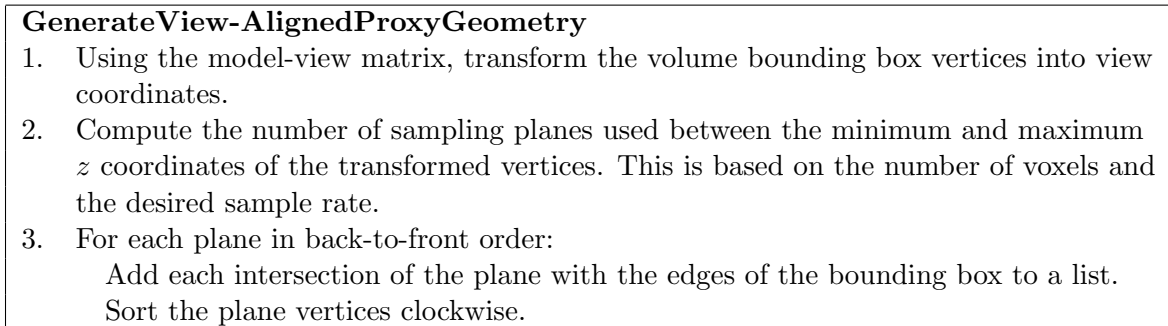 GenerateView-AlignedProxyGeometry
1. Using the model-view matrix, transform the volume bounding box vertices into view
coordinates.
2. Compute the number of sampling planes used between the minimum and maximum
z coordinates of the transformed vertices. This is based on the number of voxels and
the desired sample rate.
3. For each plane in back-to-front order:
Add each intersection of the plane with the edges of the bounding box to a list.
Sort the plane vertices clockwise.